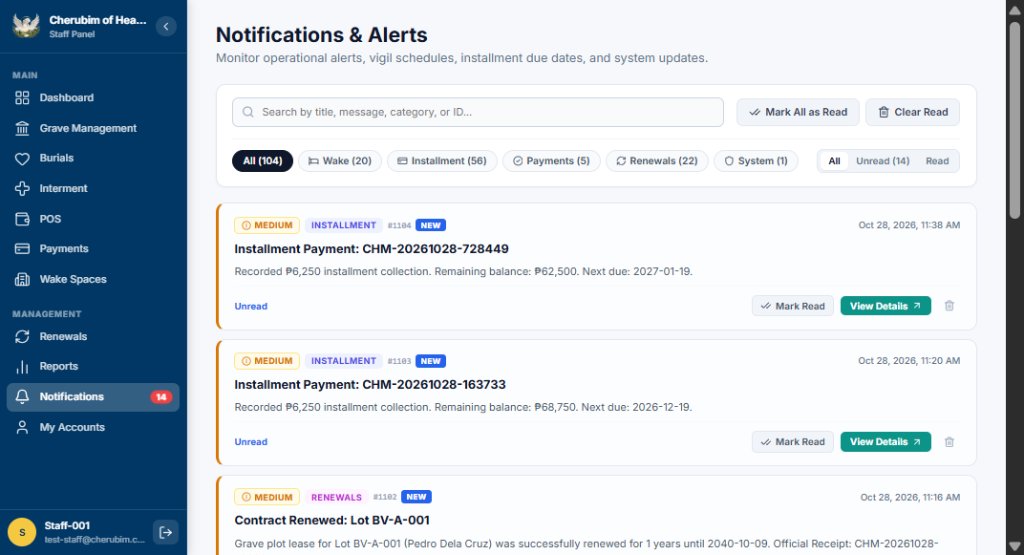 Cherubim of Hea...
Staff Panel
MAIN
Dashboard
Grave Management
Burials
Interment
POS
Payments
Wake Spaces
MANAGEMENT
Renewals
Reports
Notifications 14
My Accounts
S
Staff-001
test-staff@cherubim.c...
Notifications & Alerts
Monitor operational alerts, vigil schedules, installment due dates, and system updates.
Search by title, message, category, or ID...
Mark All as Read
Clear Read
All (104) Wake (20) Installment (56) Payments (5) Renewals (22) System (1)
All Unread (14) Read
MEDIUM INSTALLMENT #1104 NEW Oct 28, 2026, 11:38 AM
Installment Payment: CHM-20261028-728449
Recorded ₱6,250 installment collection. Remaining balance: ₱62,500. Next due: 2027-01-19.
Unread Mark Read View Details
MEDIUM INSTALLMENT #1103 NEW Oct 28, 2026, 11:20 AM
Installment Payment: CHM-20261028-163733
Recorded ₱6,250 installment collection. Remaining balance: ₱68,750. Next due: 2026-12-19.
Unread Mark Read View Details
MEDIUM RENEWALS #1102 NEW Oct 28, 2026, 11:16 AM
Contract Renewed: Lot BV-A-001
Grave plot lease for Lot BV-A-001 (Pedro Dela Cruz) was successfully renewed for 1 years until 2040-10-09. Official Receipt: CHM-20261028-